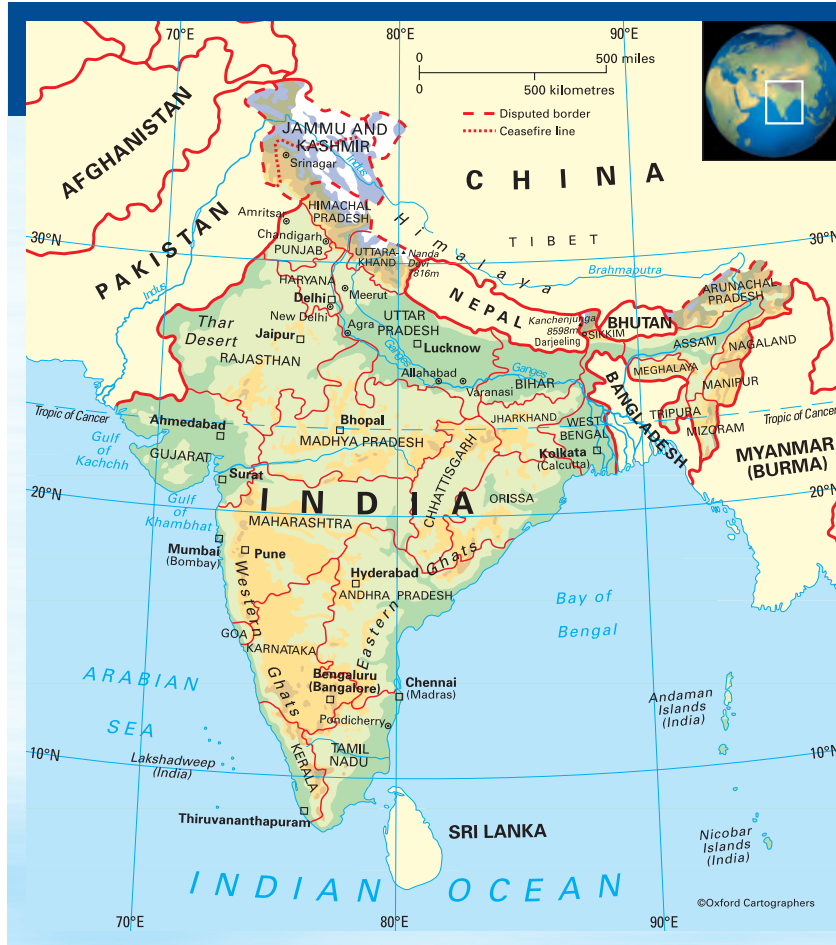 70°E
80°E
0
500 miles
0
500 kilometres
Disputed border
Ceasefire line
AFGHANISTAN
JAMMU AND
KASHMIR
Srinagar
Indus
CHINA
PAKISTAN
HIMACHAL
PRADESH
Amritsar
Chandigarh
PUNJAB
Himalaya
TIBET
30°N
30°N
UTTARA-
KHAND
Nanda
Devi
7816m
Brahmaputra
Indus
HARYANA
Delhi
Meerut
New Delhi
NEPAL
Kanchenjunga
8598m
Darjeeling
SIKKIM
BHUTAN
ARUNACHAL
PRADESH
Thar
Desert
UTTAR
PRADESH
Agra
Jaipur
Lucknow
ASSAM
NAGALAND
RAJASTHAN
Ganges
Ganges
MEGHALAYA
Allahabad
Varanasi
BIHAR
BANGLADESH
MANIPUR
Tropic of Cancer
Tropic of Cancer
Ahmedabad
Bhopal
MADHYA PRADESH
JHARKHAND
WEST
BENGAL
TRIPURA
MIZORAM
Gulf
of
Kachchh
GUJARAT
Kolkata
(Calcutta)
MYANMAR
(BURMA)
Surat
CHHATTISGARH
ORISSA
20°N
20°N
INDIA
Gulf
of
Khambhat
MAHARASHTRA
Mumbai
(Bombay)
Pune
Western
Ghats
Eastern
Ghats
Hyderabad
ANDHRA PRADESH
Bay of
Bengal
GOA
KARNATAKA
ARABIAN
SEA
Bengaluru
(Bangalore)
Chennai
(Madras)
Andaman
Islands
(India)
Pondicherry
10°N
10°N
Lakshadweep
(India)
KERALA
TAMIL
NADU
Thiruvananthapuram
SRI LANKA
Nicobar
Islands
(India)
INDIAN OCEAN
©Oxford Cartographers
70°E
80°E
90°E
90°E